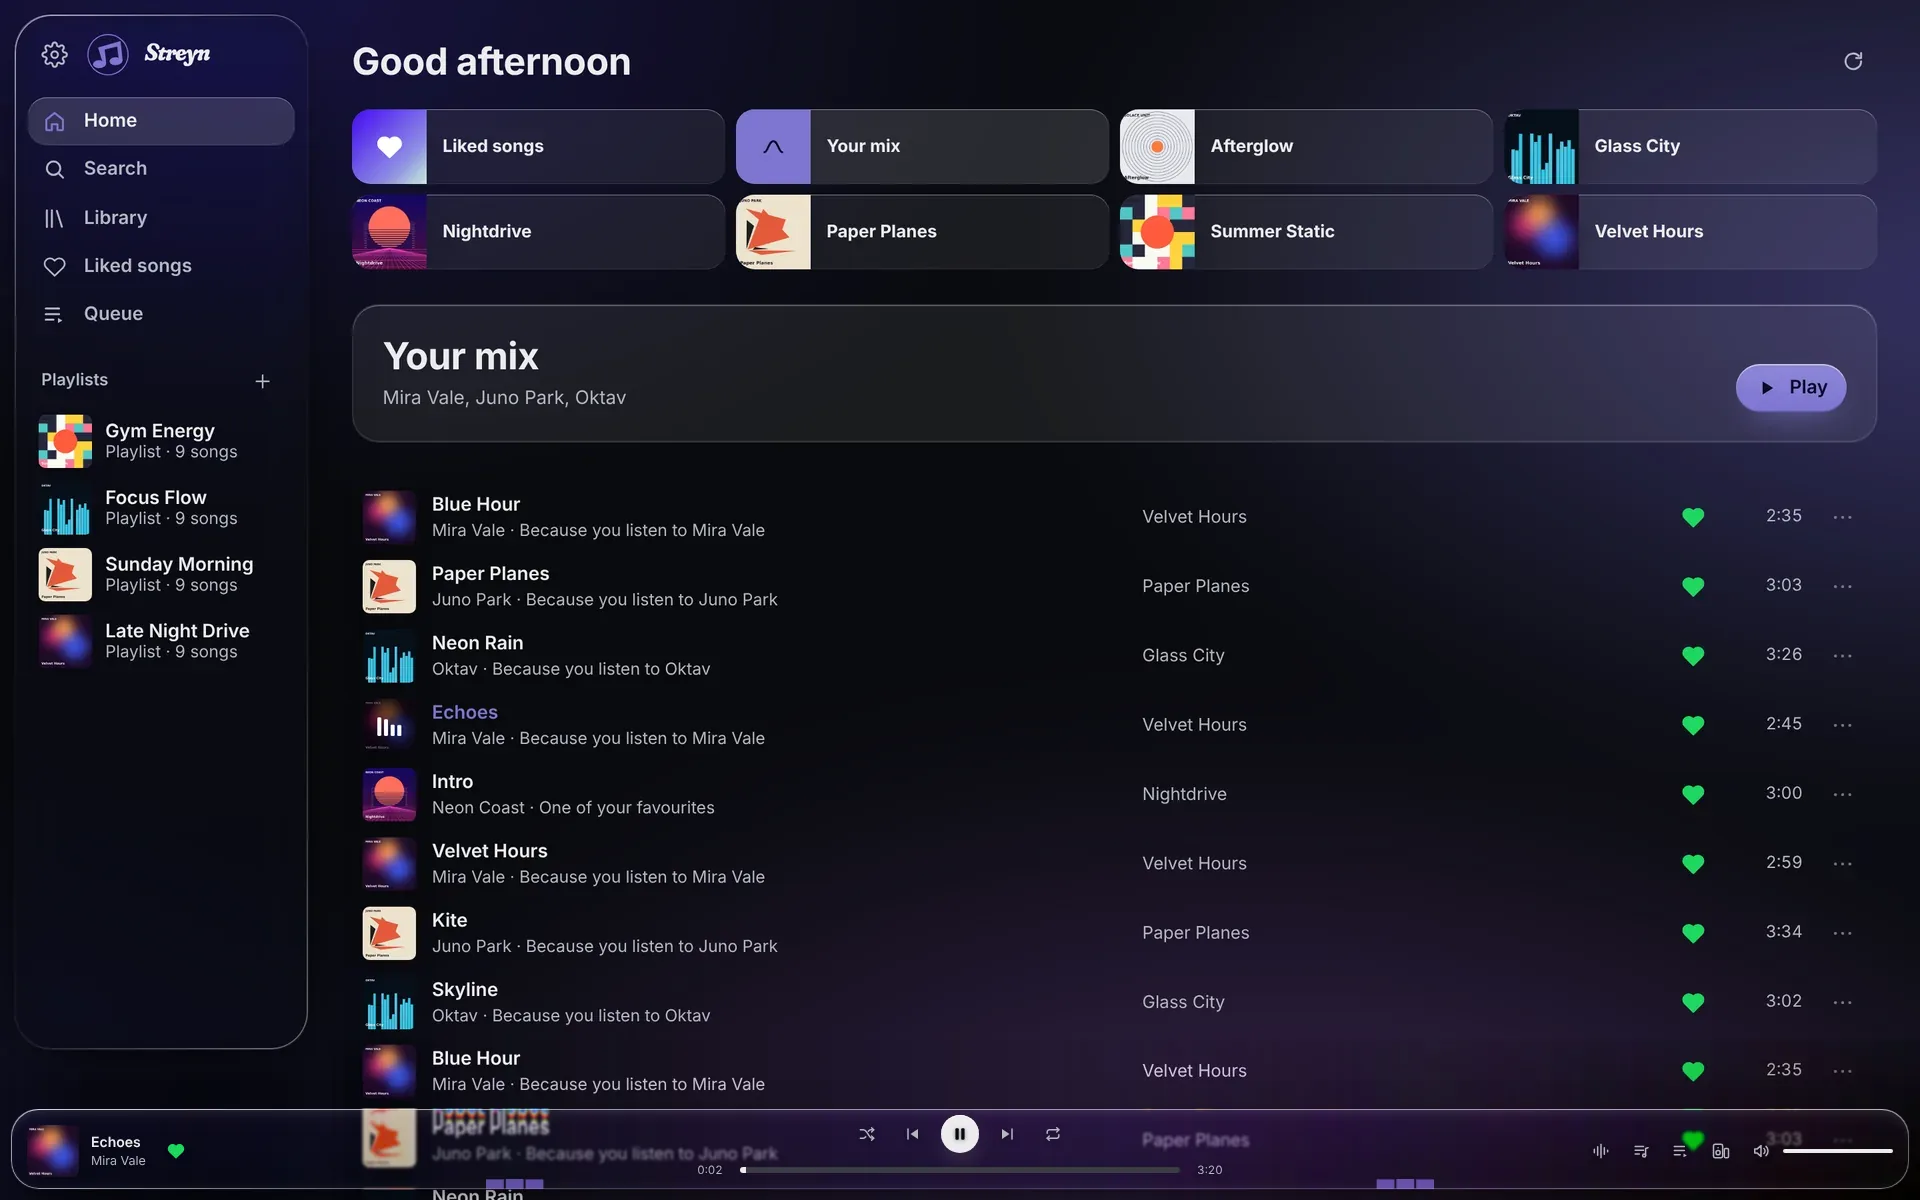 Streyn
Home
Search
Library
Liked songs
Queue
Playlists
Gym Energy
Playlist · 9 songs
Focus Flow
Playlist · 9 songs
Sunday Morning
Playlist · 9 songs
Late Night Drive
Playlist · 9 songs
Good afternoon
Liked songs
Your mix
Afterglow
Glass City
Nightdrive
Paper Planes
Summer Static
Velvet Hours
Your mix
Mira Vale, Juno Park, Oktav
Play
Blue Hour
Mira Vale · Because you listen to Mira Vale
Velvet Hours
2:35
Paper Planes
Juno Park · Because you listen to Juno Park
Paper Planes
3:03
Neon Rain
Oktav · Because you listen to Oktav
Glass City
3:26
Echoes
Mira Vale · Because you listen to Mira Vale
Velvet Hours
2:45
Intro
Neon Coast · One of your favourites
Nightdrive
3:00
Velvet Hours
Mira Vale · Because you listen to Mira Vale
Velvet Hours
2:59
Kite
Juno Park · Because you listen to Juno Park
Paper Planes
3:34
Skyline
Oktav · Because you listen to Oktav
Glass City
3:02
Blue Hour
Mira Vale · Because you listen to Mira Vale
Velvet Hours
2:35
Paper Planes
Juno Park · Because you listen to Juno Park
Paper Planes
3:03
Echoes
Mira Vale
0:02
3:20
Neon Rain